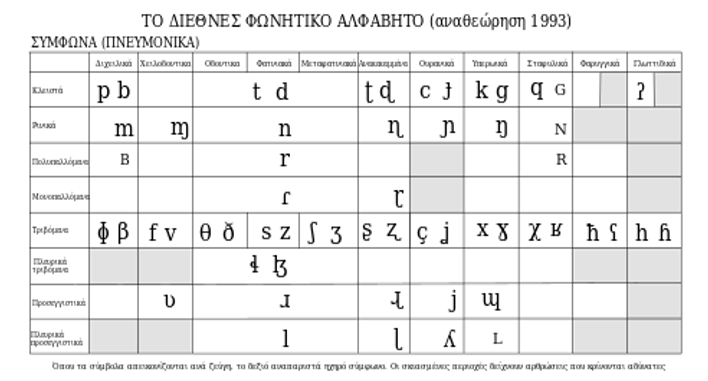 ΤΟ ΔΙΕΘΝΕΣ ΦΩΝΗΤΙΚΟ ΑΛΦΑΒΗΤΟ (αναθεώρηση 1993)
ΣΥΜΦΩΝΑ (ΠΝΕΥΜΟΝΙΚΑ)
Διχειλικά Χειλοδοντικά Οδοντικά Φατνιακά Μεταφατνιακά Ανακεκαμμένα Ουρανικά Υπερωικά Σταφυλικά Φαρυγγικά Γλωττιδικά
Κλειστά p b t d ʈ ɖ c ɟ k ɡ q ɢ ʔ
Ρινικά m ɱ n ɳ ɲ ŋ ɴ
Πολυπαλλόμενα ʙ r ʀ
Μονοπαλλόμενα ɾ ɽ
Τριβόμενα ɸ β f v θ ð s z ʃ ʒ ʂ ʐ ç ʝ x ɣ χ ʁ ħ ʕ h ɦ
Πλευρικά τριβόμενα ɬ ɮ
Προσεγγιστικά ʋ ɹ ɻ j ɰ
Πλευρικά προσεγγιστικά l ɭ ʎ ʟ
Όπου τα σύμβολα απεικονίζονται ανά ζεύγη, το δεξιό αναπαριστά ηχηρό σύμφωνο. Οι σκιασμένες περιοχές δείχνουν αρθρώσεις που κρίνονται αδύνατες